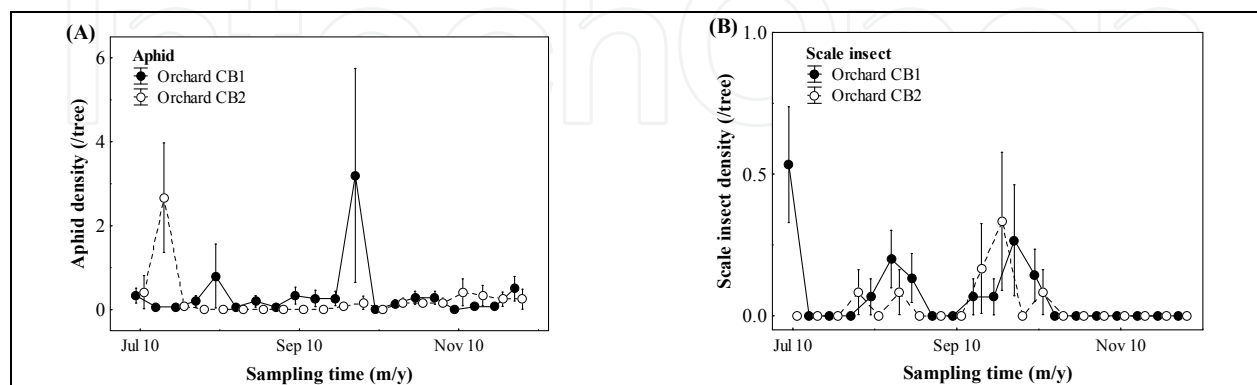 IntechOpen
(A)
Aphid
Orchard CB1
Orchard CB2
6
4
2
0
Aphid density (/tree)
Jul 10
Sep 10
Nov 10
Sampling time (m/y)
(B)
Scale insect
Orchard CB1
Orchard CB2
1.0
0.5
0.0
Scale insect density (/tree)
Jul 10
Sep 10
Nov 10
Sampling time (m/y)